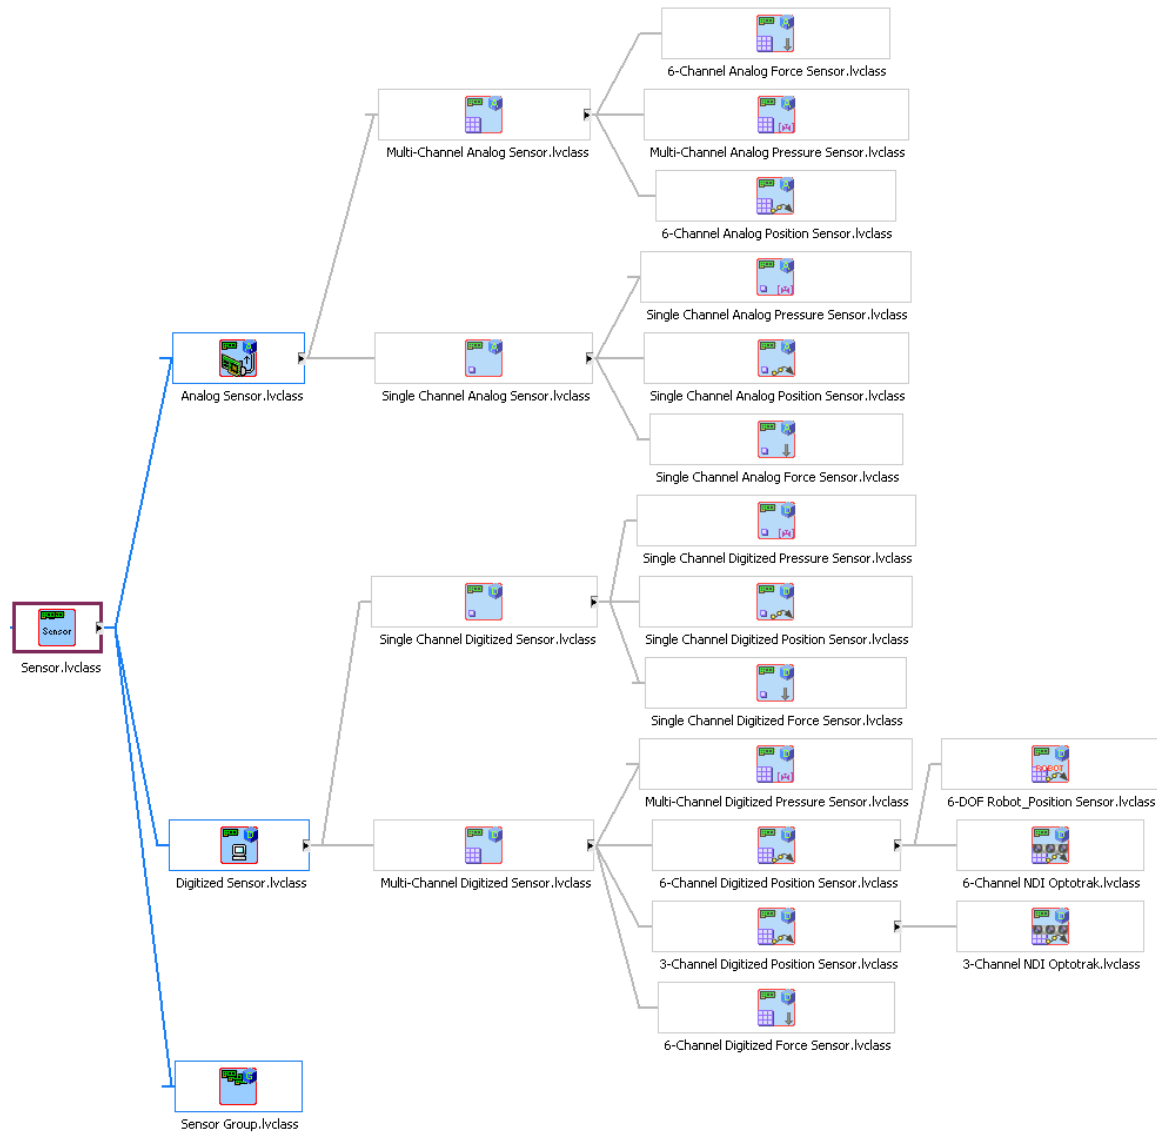 6-Channel Analog Force Sensor.lvclass
Multi-Channel Analog Sensor.lvclass
Multi-Channel Analog Pressure Sensor.lvclass
6-Channel Analog Position Sensor.lvclass
Single Channel Analog Pressure Sensor.lvclass
Analog Sensor.lvclass
Single Channel Analog Sensor.lvclass
Single Channel Analog Position Sensor.lvclass
Single Channel Analog Force Sensor.lvclass
Single Channel Digitized Pressure Sensor.lvclass
Sensor
Sensor.lvclass
Single Channel Digitized Sensor.lvclass
Single Channel Digitized Position Sensor.lvclass
Single Channel Digitized Force Sensor.lvclass
ROBOT
Multi-Channel Digitized Pressure Sensor.lvclass
6-DOF Robot_Position Sensor.lvclass
Digitized Sensor.lvclass
Multi-Channel Digitized Sensor.lvclass
6-Channel Digitized Position Sensor.lvclass
6-Channel NDI Optotrak.lvclass
3-Channel Digitized Position Sensor.lvclass
3-Channel NDI Optotrak.lvclass
6-Channel Digitized Force Sensor.lvclass
Sensor Group.lvclass